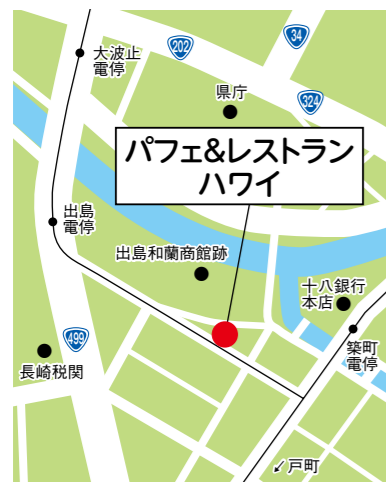 34
大波止
電停
202
県庁
324
パフェ&レストラン
ハワイ
出島
電停
出島和蘭商館跡
十八銀行
本店
499
築町
電停
長崎税関
↙戸町